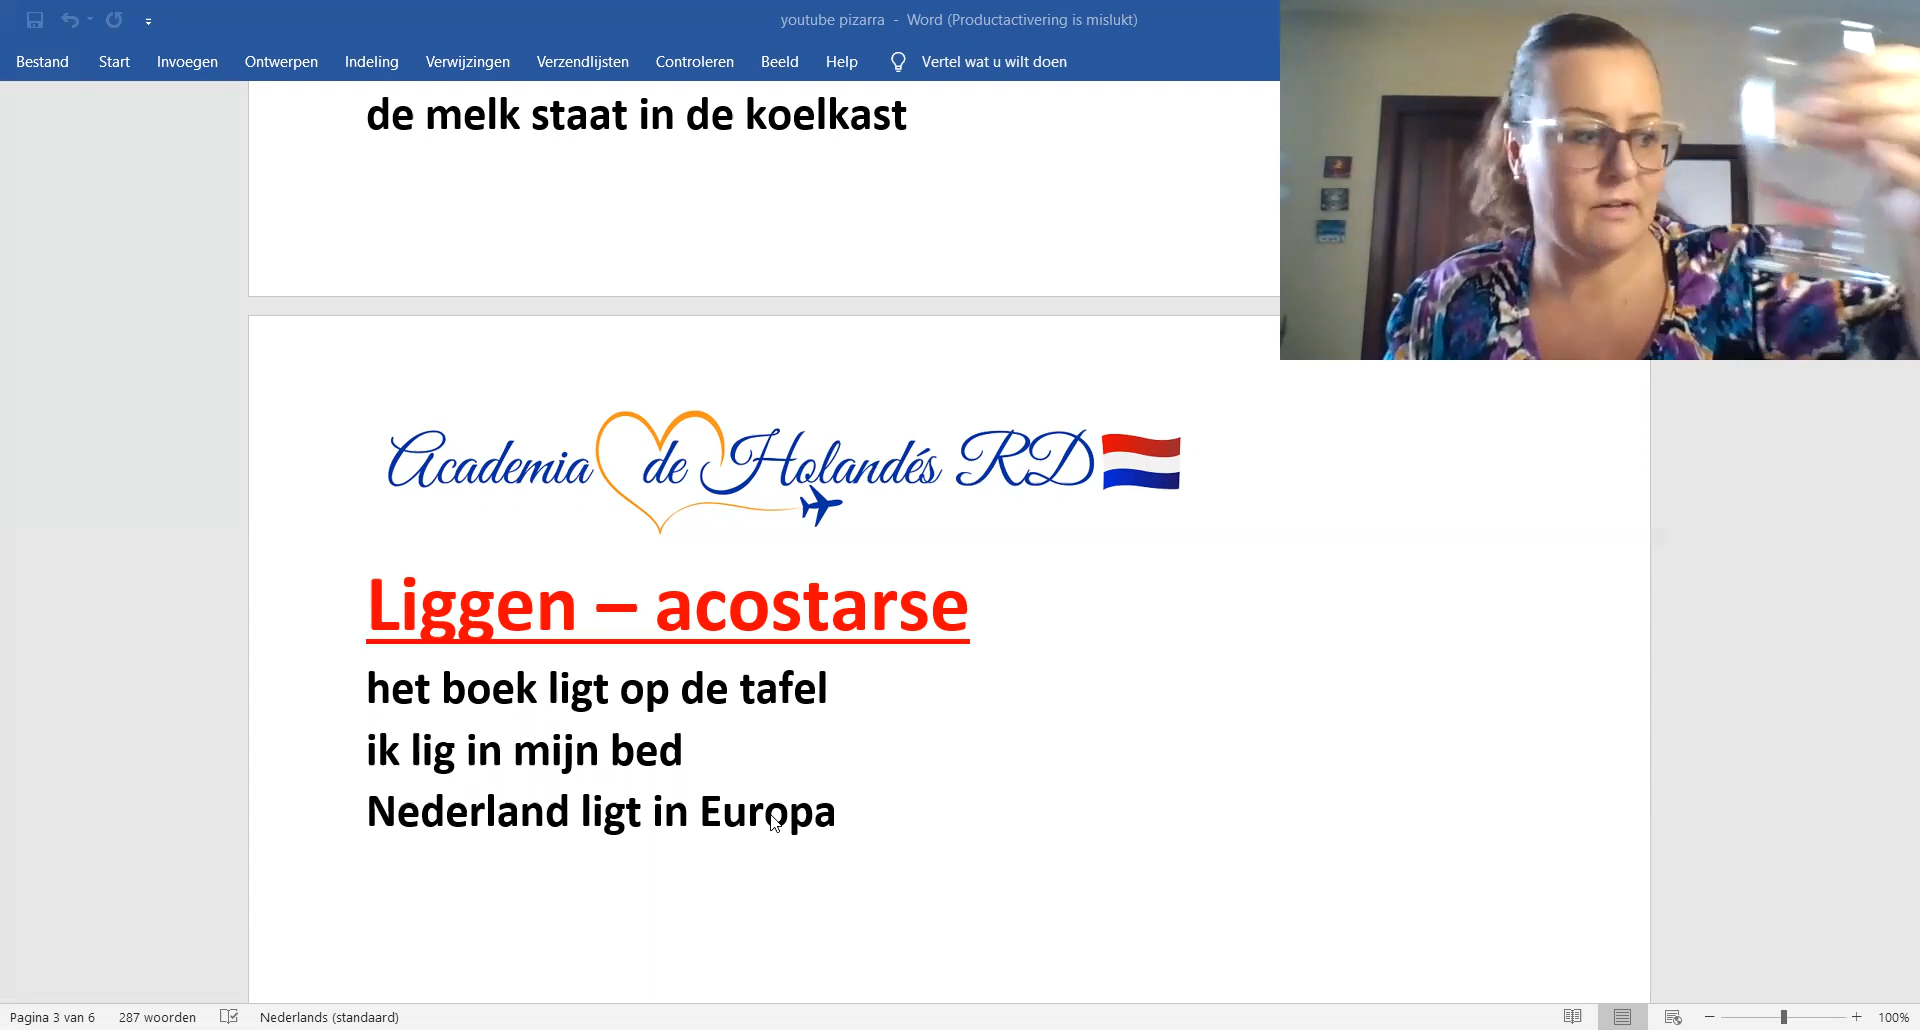 youtube pizarra - Word (Productactivering is mislukt)
Bestand Start Invoegen Ontwerpen Indeling Verwijzingen Verzendlijsten Controleren Beeld Help Vertel wat u wilt doen
de melk staat in de koelkast
Academia de Holandés RD
Liggen – acostarse
het boek ligt op de tafel
ik lig in mijn bed
Nederland ligt in Europa
Pagina 3 van 6 287 woorden Nederlands (standaard) 100%